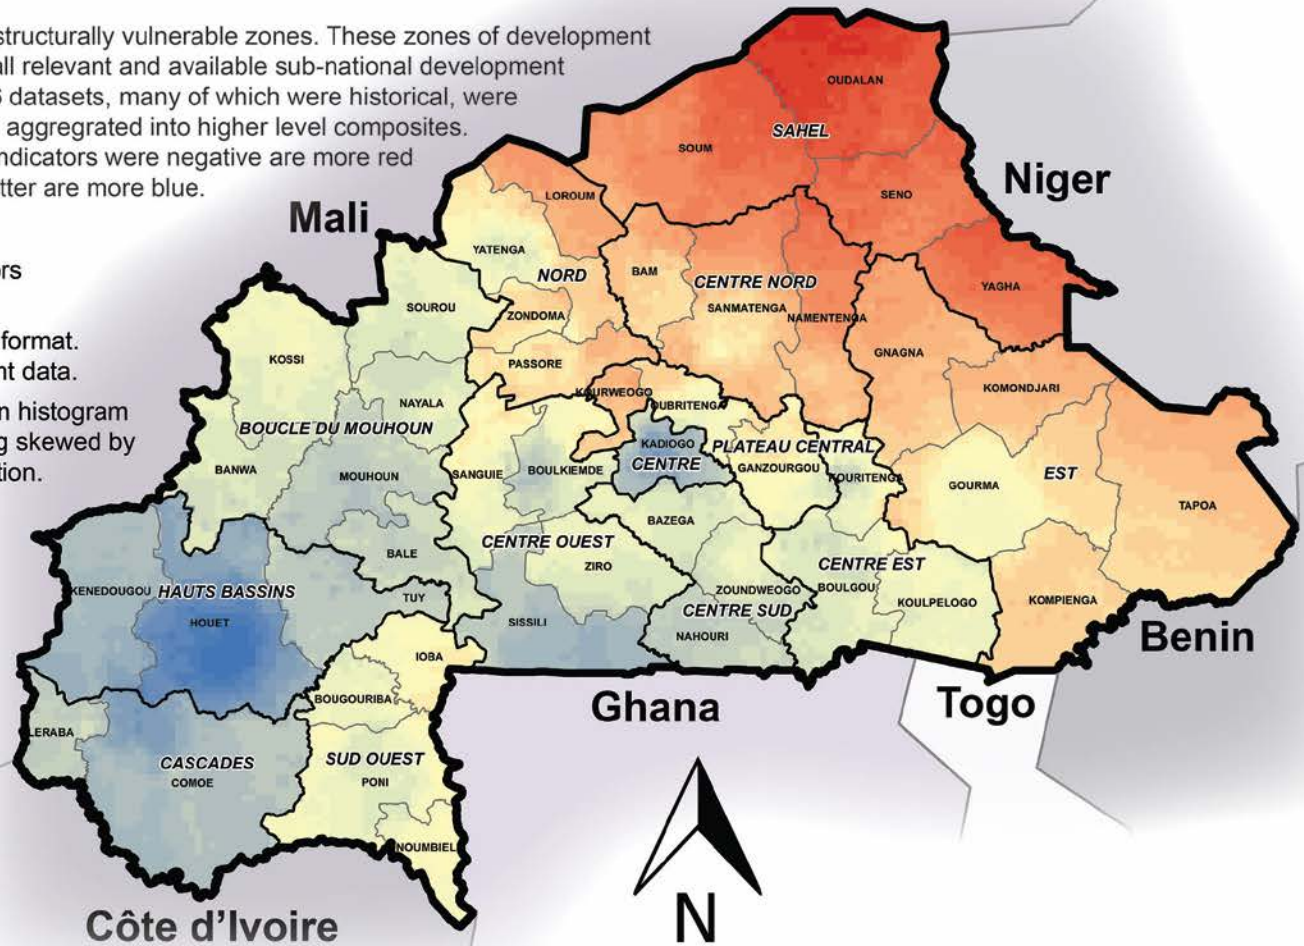 structurally vulnerable zones. These zones of development
all relevant and available sub-national development
datasets, many of which were historical, were
aggregrated into higher level composites.
ndicators were negative are more red
tter are more blue.
ors
format.
nt data.
n histogram
g skewed by
tion.
Mali
Niger
Benin
Togo
Ghana
Côte d'Ivoire
OUDALAN
SAHEL
SOUM
SENO
LOROUM
YAGHA
YATENGA
NORD
BAM
CENTRE NORD
SANMATENGA
NAMENTENGA
ZONDOMA
SOUROU
GNAGNA
KOSSI
PASSORE
KOMONDJARI
KOURWEOGO
OUBRITENGA
NAYALA
BOUCLE DU MOUHOUN
KADIOGO
CENTRE
PLATEAU CENTRAL
GANZOURGOU
KOURITENGA
BANWA
MOUHOUN
SANGUIE
BOULKIEMDE
GOURMA
EST
TAPOA
BAZEGA
CENTRE OUEST
ZIRO
BALE
CENTRE EST
BOULGOU
ZOUNDWEOGO
CENTRE SUD
KOULPELOGO
KOMPIENGA
KENEDOUGOU
HAUTS BASSINS
TUY
HOUET
SISSILI
NAHOURI
IOBA
BOUGOURIBA
LERABA
CASCADES
COMOE
SUD OUEST
PONI
NOUMBIEL
N